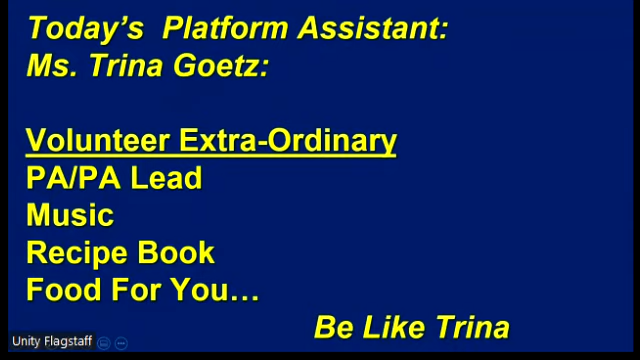 Today's Platform Assistant:
Ms. Trina Goetz:
Volunteer Extra-Ordinary
PA/PA Lead
Music
Recipe Book
Food For You…
Be Like Trina
Unity Flagstaff